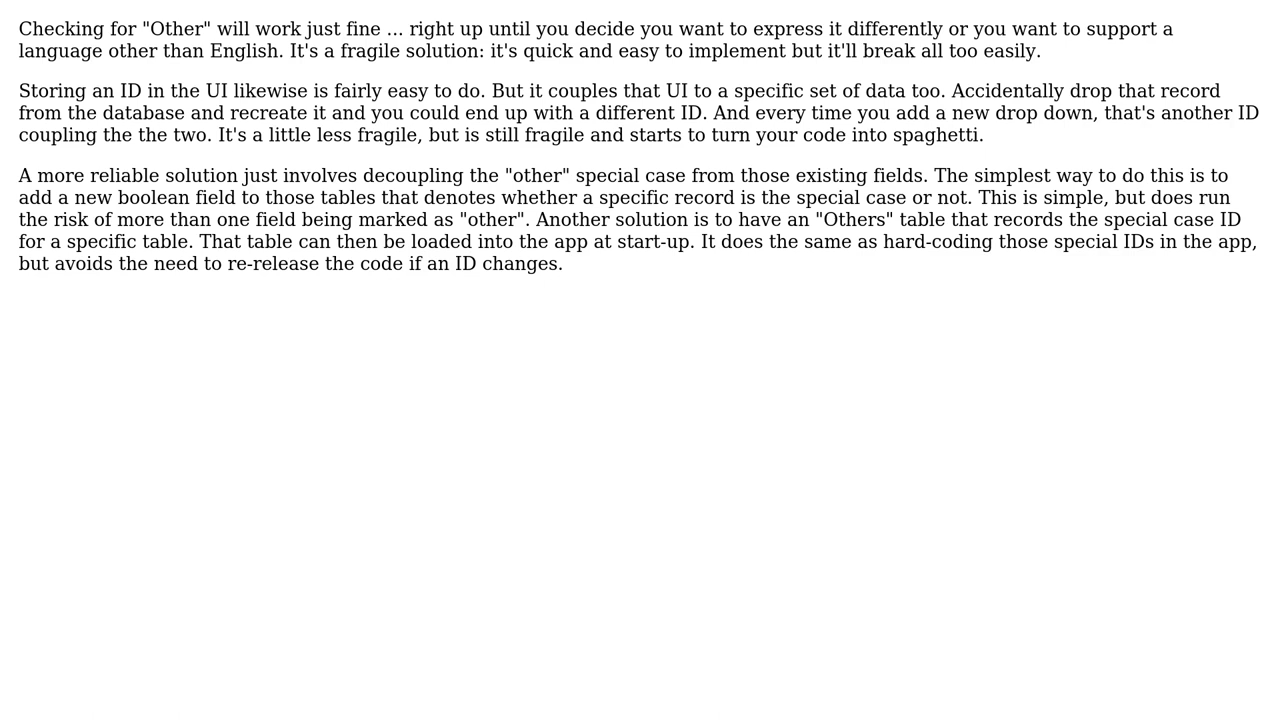 Checking for "Other" will work just fine ... right up until you decide you want to express it differently or you want to support a
language other than English. It's a fragile solution: it's quick and easy to implement but it'll break all too easily.
Storing an ID in the UI likewise is fairly easy to do. But it couples that UI to a specific set of data too. Accidentally drop that record
from the database and recreate it and you could end up with a different ID. And every time you add a new drop down, that's another ID
coupling the the two. It's a little less fragile, but is still fragile and starts to turn your code into spaghetti.
A more reliable solution just involves decoupling the "other" special case from those existing fields. The simplest way to do this is to
add a new boolean field to those tables that denotes whether a specific record is the special case or not. This is simple, but does run
the risk of more than one field being marked as "other". Another solution is to have an "Others" table that records the special case ID
for a specific table. That table can then be loaded into the app at start-up. It does the same as hard-coding those special IDs in the app,
but avoids the need to re-release the code if an ID changes.